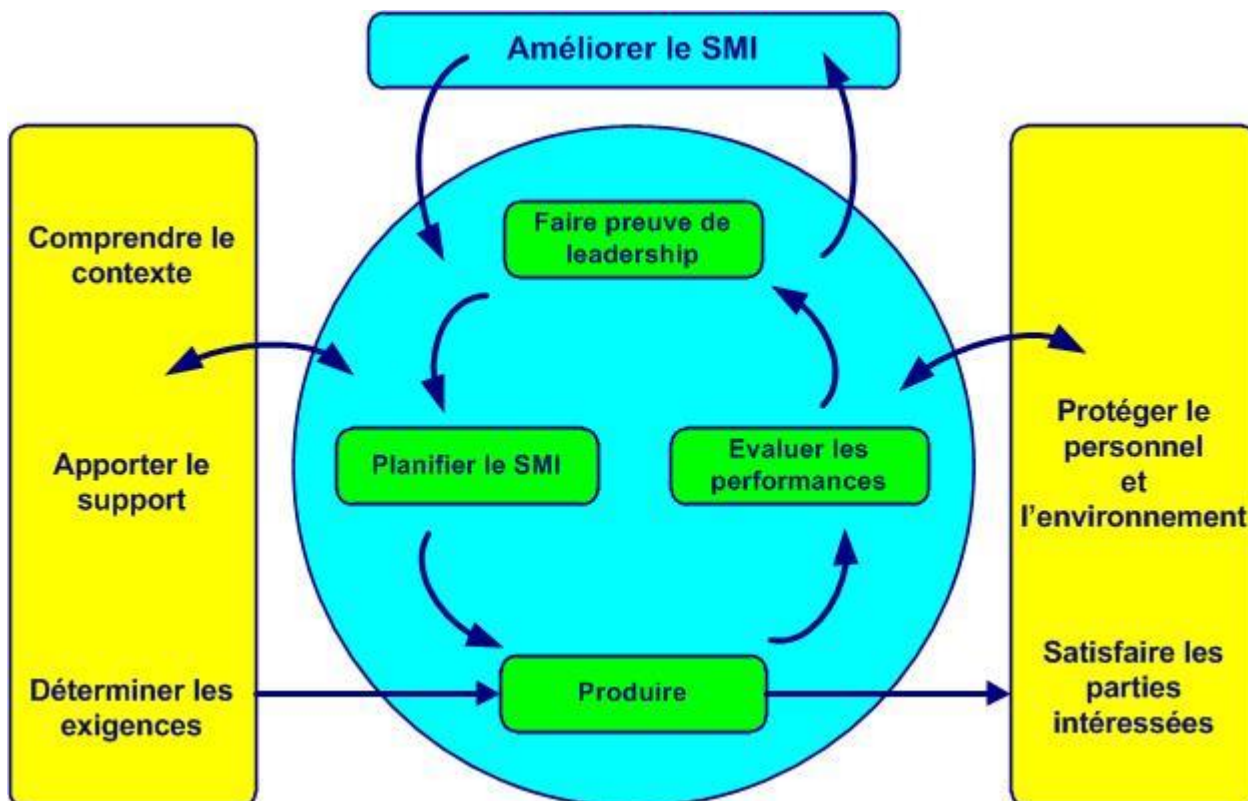 Améliorer le SMI
Comprendre le
contexte
Apporter le
support
Déterminer les
exigences
Faire preuve de
leadership
Planifier le SMI
Evaluer les
performances
Produire
Protéger le
personnel
et
l'environnement
Satisfaire les
parties
intéressées